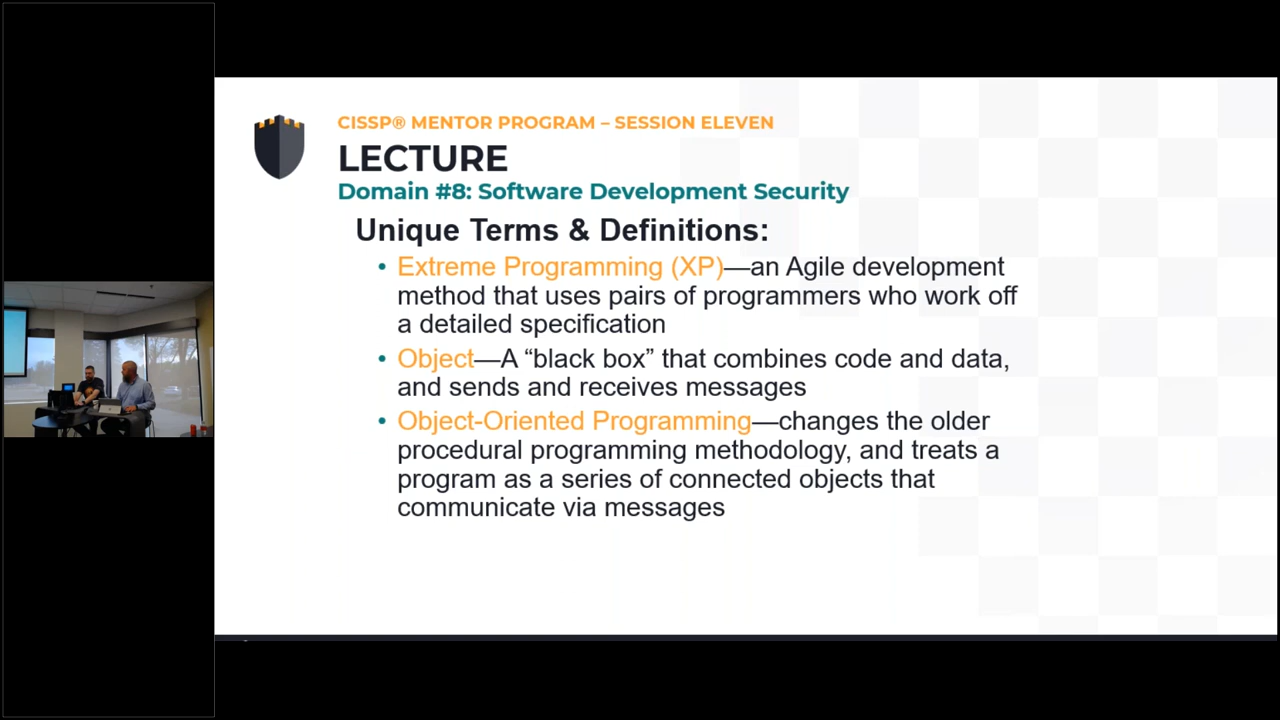 CISSP® MENTOR PROGRAM – SESSION ELEVEN
LECTURE
Domain #8: Software Development Security
Unique Terms & Definitions:
• Extreme Programming (XP)—an Agile development
method that uses pairs of programmers who work off
a detailed specification
• Object—A “black box” that combines code and data,
and sends and receives messages
• Object-Oriented Programming—changes the older
procedural programming methodology, and treats a
program as a series of connected objects that
communicate via messages